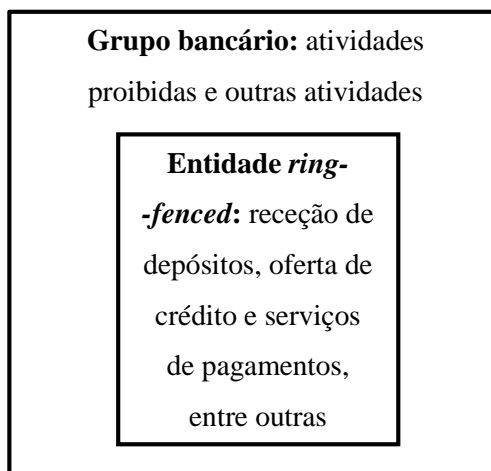 Grupo bancário: atividades
proibidas e outras atividades
Entidade ring-
-fenced: receção de
depósitos, oferta de
crédito e serviços
de pagamentos,
entre outras